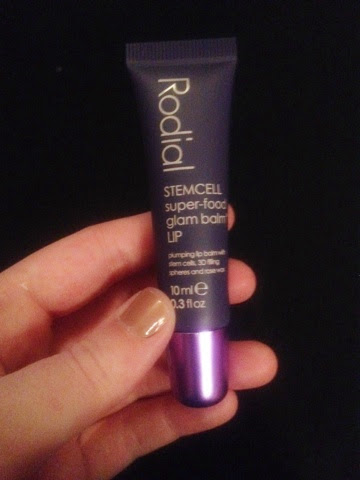 Rodial
STEMCELL
super-food
glam balm
LIP
plumping lip balm with
stem cells, 3D filling
spheres and rose wax
10 ml e
0.3 fl oz